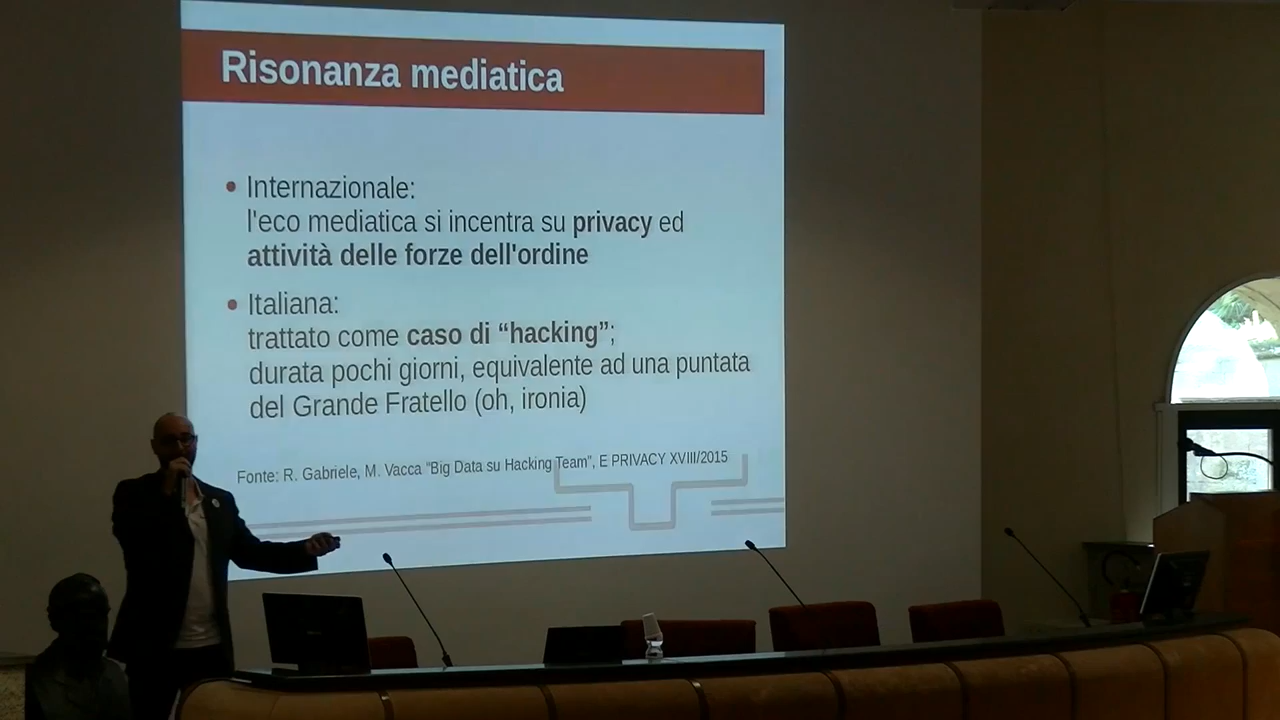 Risonanza mediatica
• Internazionale:
l'eco mediatica si incentra su privacy ed
attività delle forze dell'ordine
• Italiana:
trattato come caso di “hacking”;
durata pochi giorni, equivalente ad una puntata
del Grande Fratello (oh, ironia)
Fonte: R. Gabriele, M. Vacca "Big Data su Hacking Team", E PRIVACY XVIII/2015